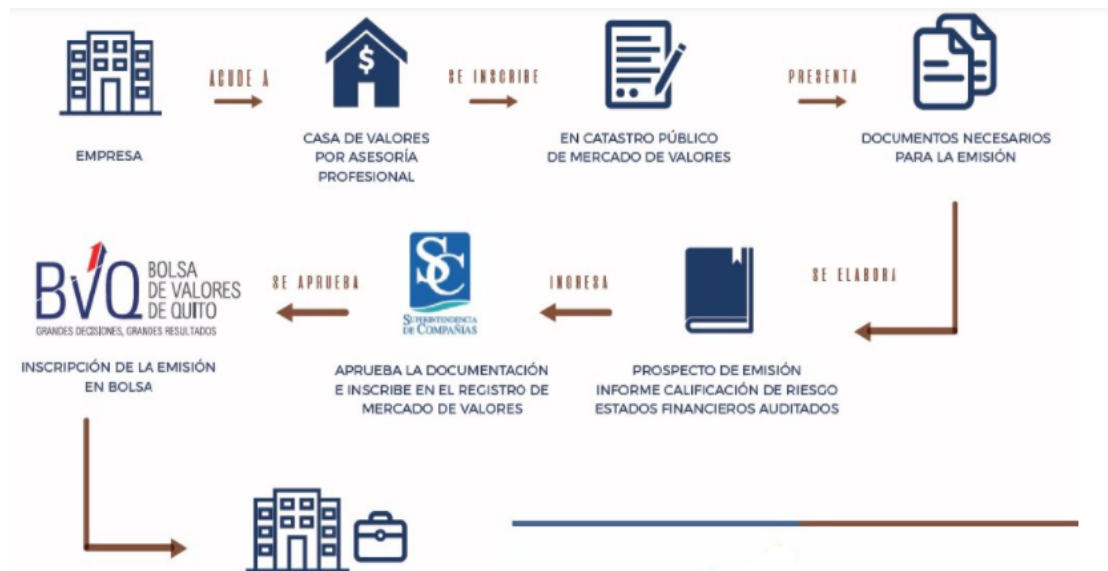 ACUDE A
SE INSCRIBE
PRESENTA
$
EMPRESA
CASA DE VALORES
POR ASESORÍA
PROFESIONAL
EN CATASTRO PÚBLICO
DE MERCADO DE VALORES
DOCUMENTOS NECESARIOS
PARA LA EMISIÓN
BVQ
BOLSA
DE VALORES
DE QUITO
GRANDES DECISIONES, GRANDES RESULTADOS
SE APRUEBA
SC
SUPERINTENDENCIA
DE COMPAÑÍAS
INGRESA
SE ELABORA
INSCRIPCIÓN DE LA EMISIÓN
EN BOLSA
APRUEBA LA DOCUMENTACIÓN
E INSCRIBE EN EL REGISTRO DE
MERCADO DE VALORES
PROSPECTO DE EMISIÓN
INFORME CALIFICACIÓN DE RIESGO
ESTADOS FINANCIEROS AUDITADOS